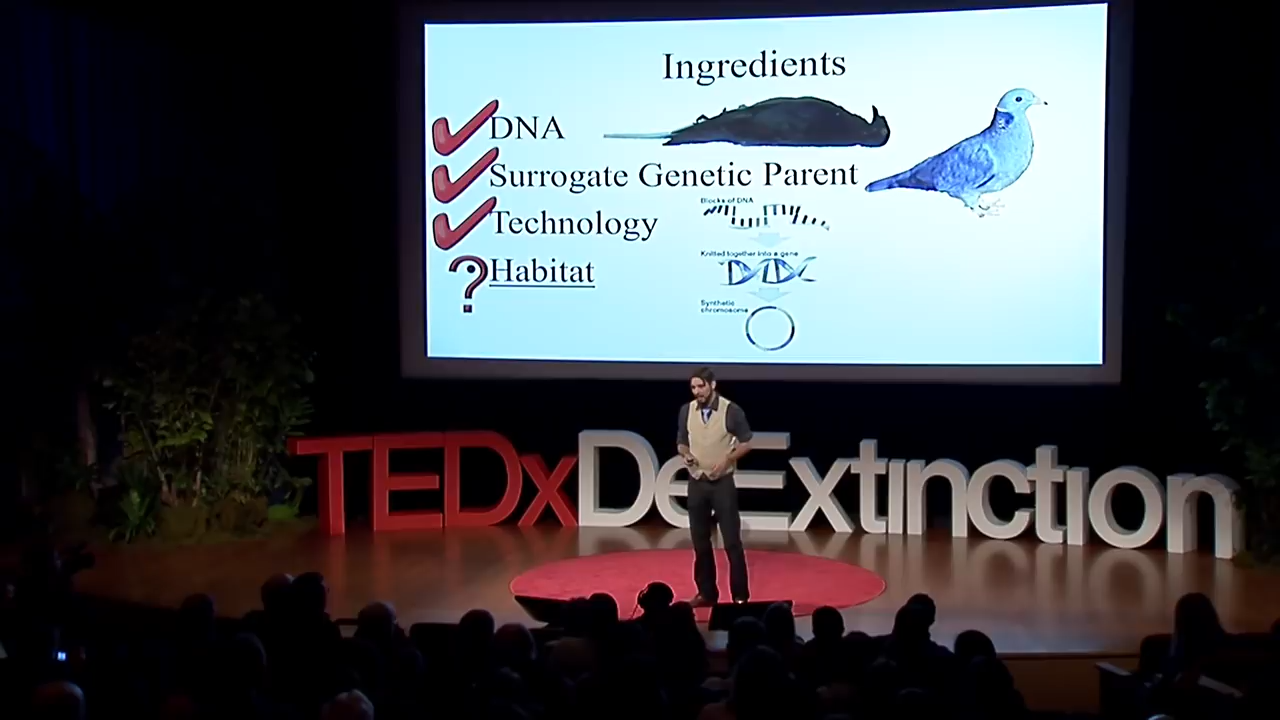 Ingredients
DNA
Surrogate Genetic Parent
Technology
Habitat
Blocks of DNA
Knitted together into a gene
Synthetic
chromosome
TEDxDeExtinction